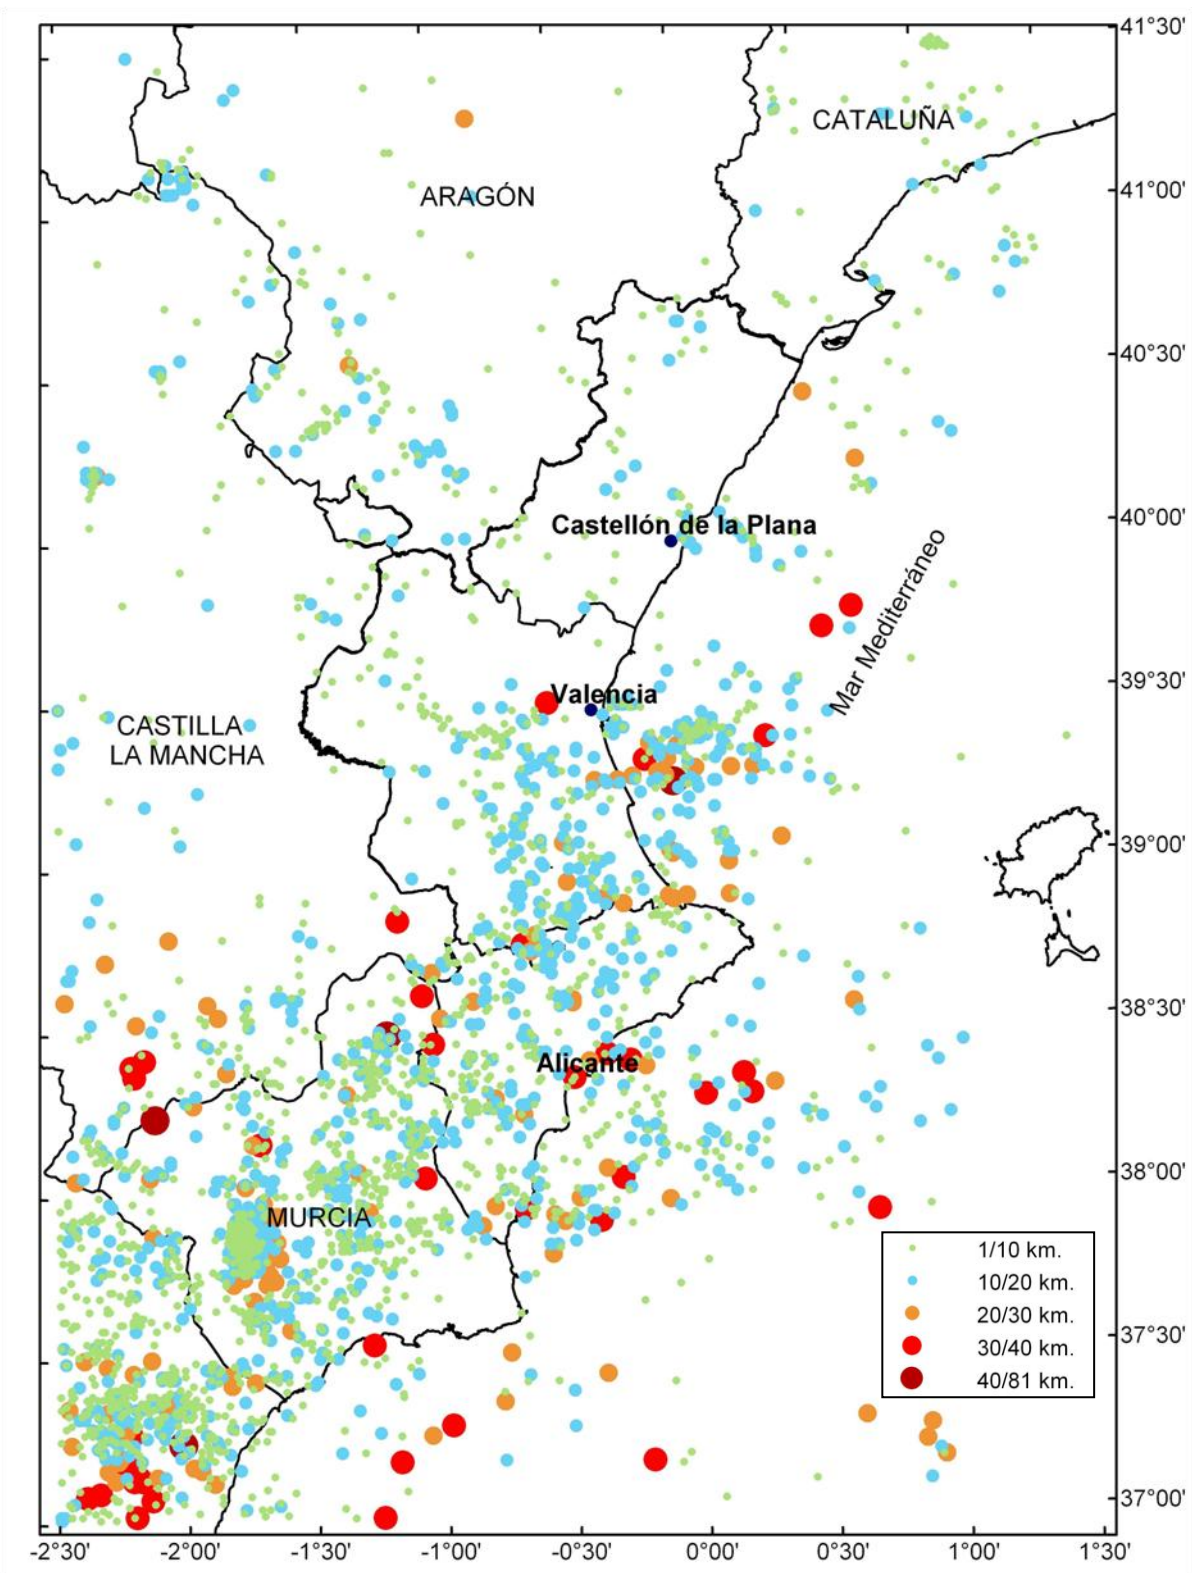 41°30'
CATALUÑA
ARAGÓN
41°00'
40°30'
Castellón de la Plana
40°00'
Mar Mediterráneo
Valencia
39°30'
CASTILLA
LA MANCHA
39°00'
38°30'
Alicante
38°00'
MURCIA
1/10 km.
10/20 km.
20/30 km.
30/40 km.
40/81 km.
37°30'
37°00'
-2°30' -2°00' -1°30' -1°00' -0°30' 0°00' 0°30' 1°00' 1°30'